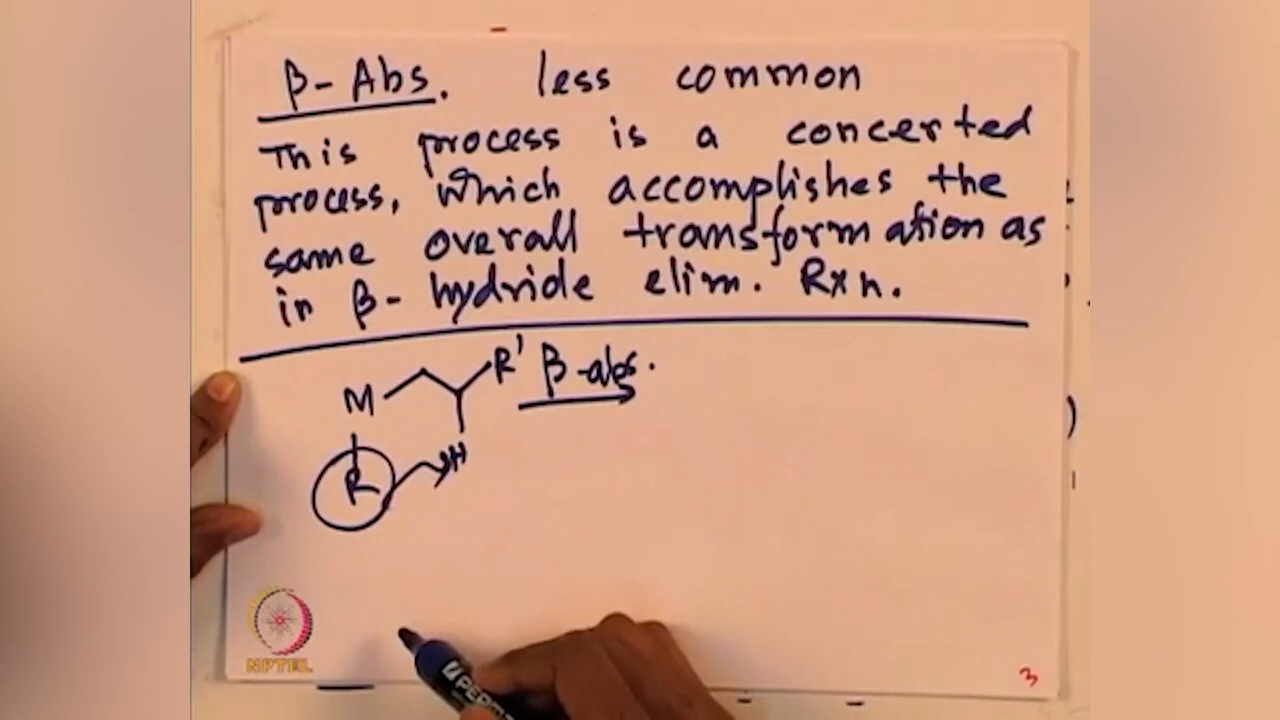 β-Abs. less common
This process is a concerted
process, which accomplishes the
same overall transformation as
in β-hydride elim. Rxn.
R' β-abs.
M
R H
NPTEL
3